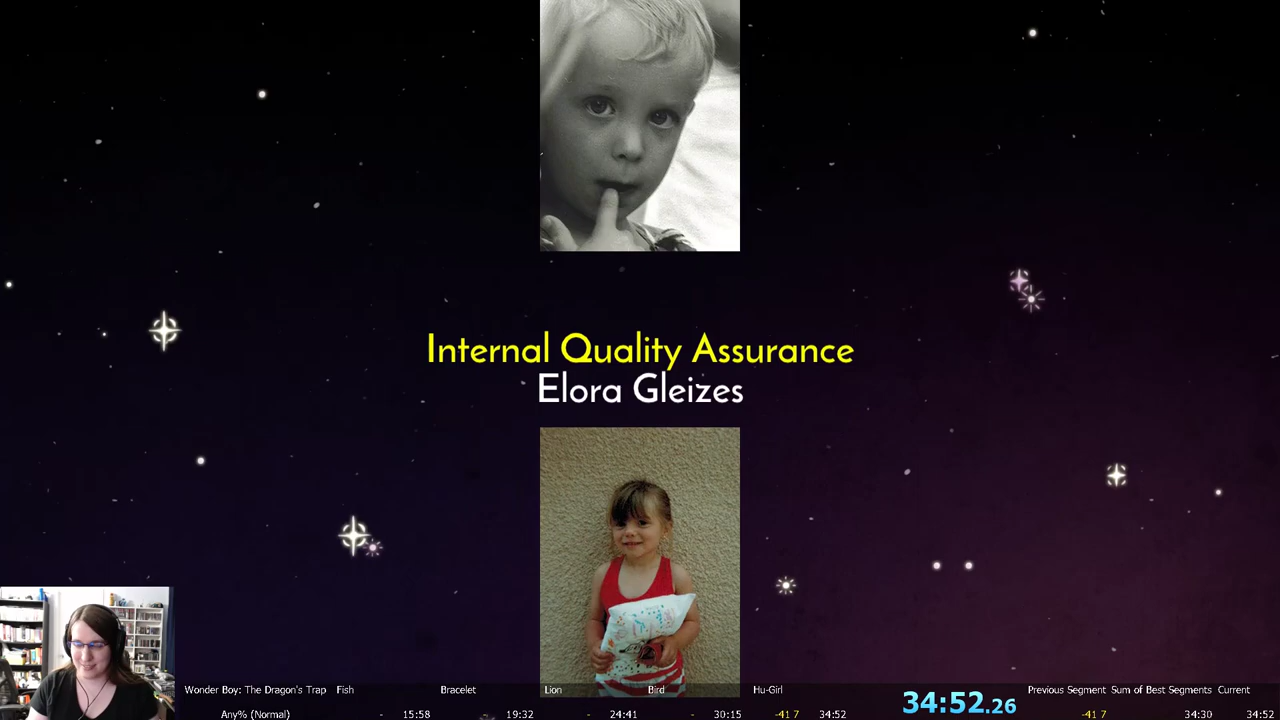 Internal Quality Assurance
Elora Gleizes
Wonder Boy: The Dragon's Trap Fish Bracelet Lion Bird Hu-Girl 34:52.26 Previous Segment Sum of Best Segments Current
Any% (Normal) - 15:58 - 19:32 - 24:41 - 30:15 -41 7 34:52 -41 7 34:30 34:52